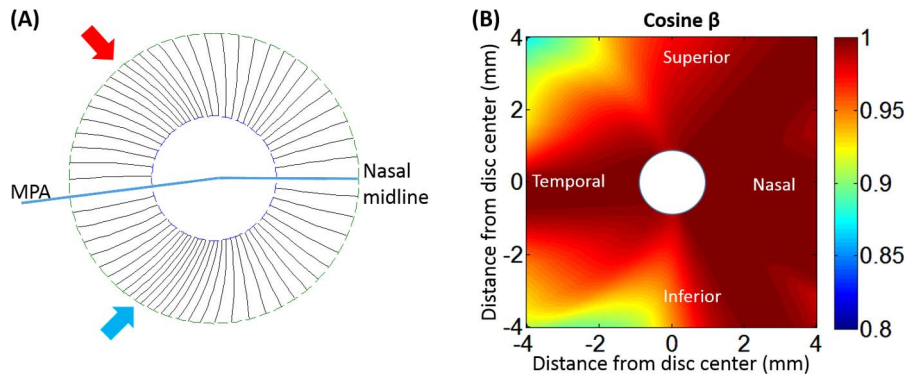 (A)
MPA
Nasal
midline
(B)
Cosine β
Distance from disc center (mm)
4
2
0
-2
-4
Superior
Temporal
Nasal
Inferior
-4
-2
0
2
4
Distance from disc center (mm)
1
0.95
0.9
0.85
0.8